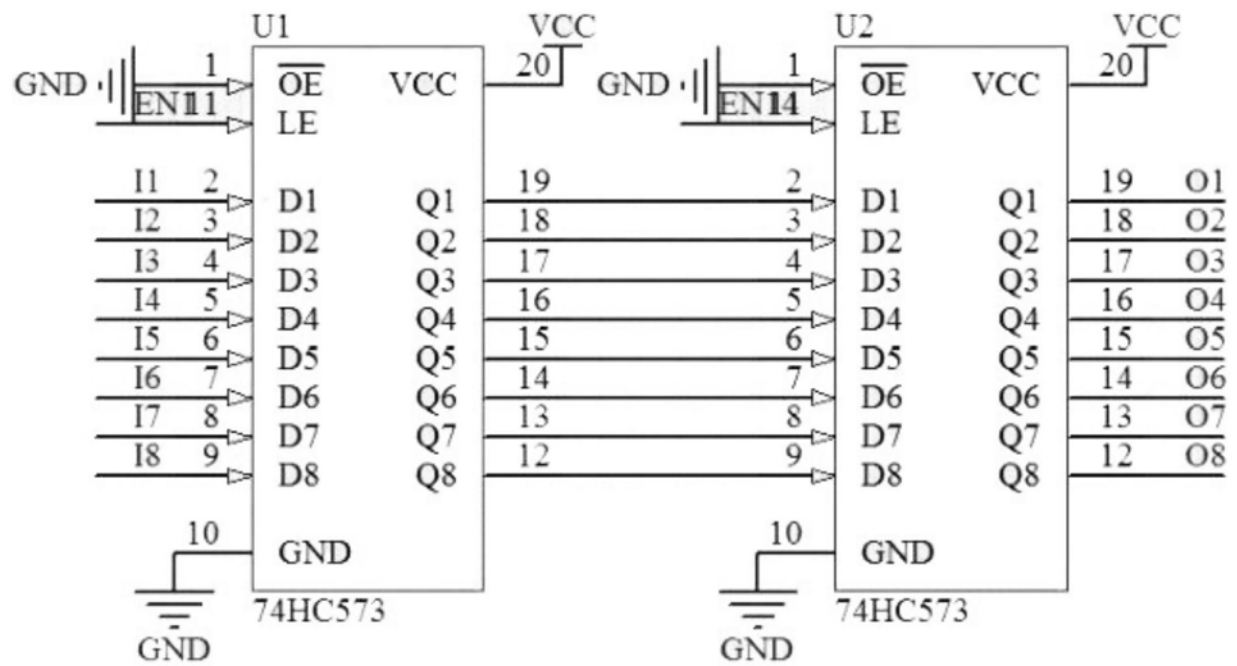 U1 VCC U2 VCC
GND 1 OE VCC 20 GND 1 OE VCC 20
EN111 LE EN114 LE
I1 2 D1 Q1 19 2 D1 Q1 19 O1
I2 3 D2 Q2 18 3 D2 Q2 18 O2
I3 4 D3 Q3 17 4 D3 Q3 17 O3
I4 5 D4 Q4 16 5 D4 Q4 16 O4
I5 6 D5 Q5 15 6 D5 Q5 15 O5
I6 7 D6 Q6 14 7 D6 Q6 14 O6
I7 8 D7 Q7 13 8 D7 Q7 13 O7
I8 9 D8 Q8 12 9 D8 Q8 12 O8
10 GND 10 GND
74HC573 74HC573
GND GND